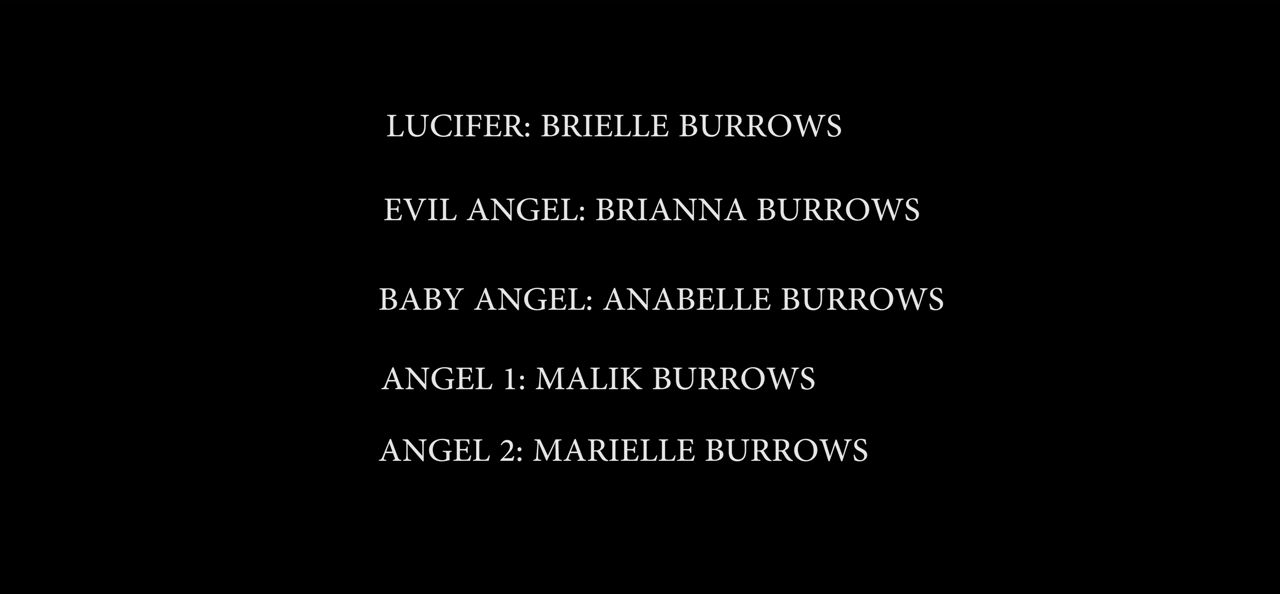 LUCIFER: BRIELLE BURROWS
EVIL ANGEL: BRIANNA BURROWS
BABY ANGEL: ANABELLE BURROWS
ANGEL 1: MALIK BURROWS
ANGEL 2: MARIELLE BURROWS